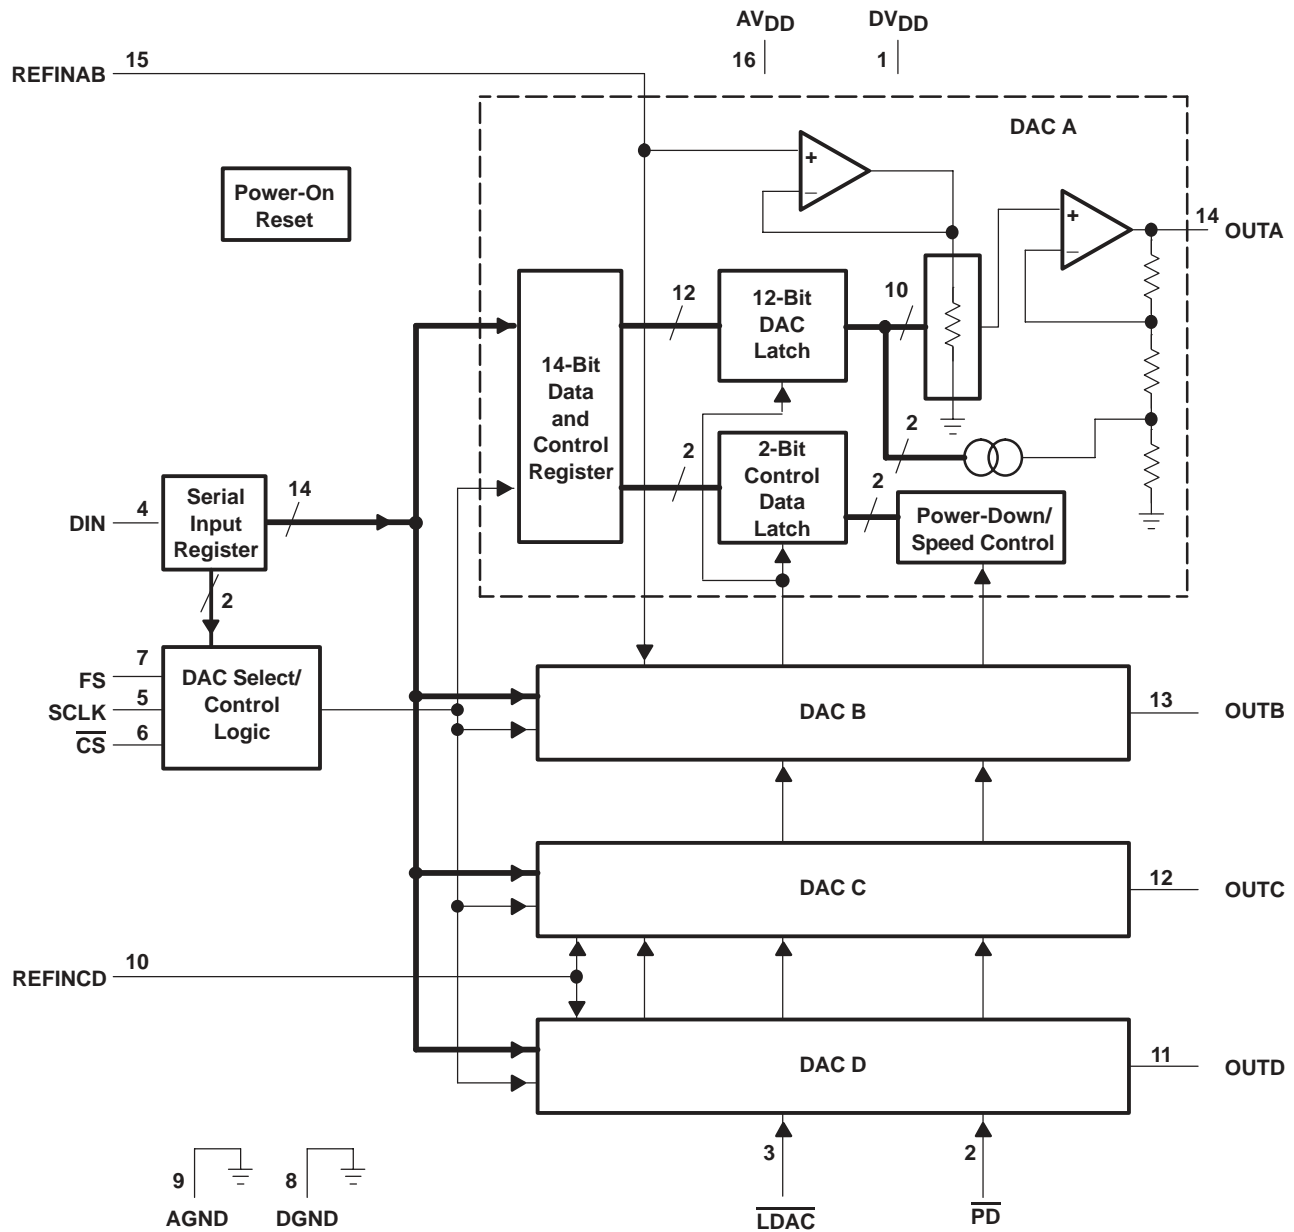 AVDD
DVDD
16
1
REFINAB
15
DAC A
Power-On
Reset
+
−
+
−
14
OUTA
12
12-Bit
DAC
Latch
10
14-Bit
Data
and
Control
Register
2
2-Bit
Control
Data
Latch
2
2
Power-Down/
Speed Control
DIN
4
Serial
Input
Register
14
2
FS
7
SCLK
5
CS
6
DAC Select/
Control
Logic
DAC B
13
OUTB
DAC C
12
OUTC
REFINCD
10
DAC D
11
OUTD
9
AGND
8
DGND
3
LDAC
2
PD